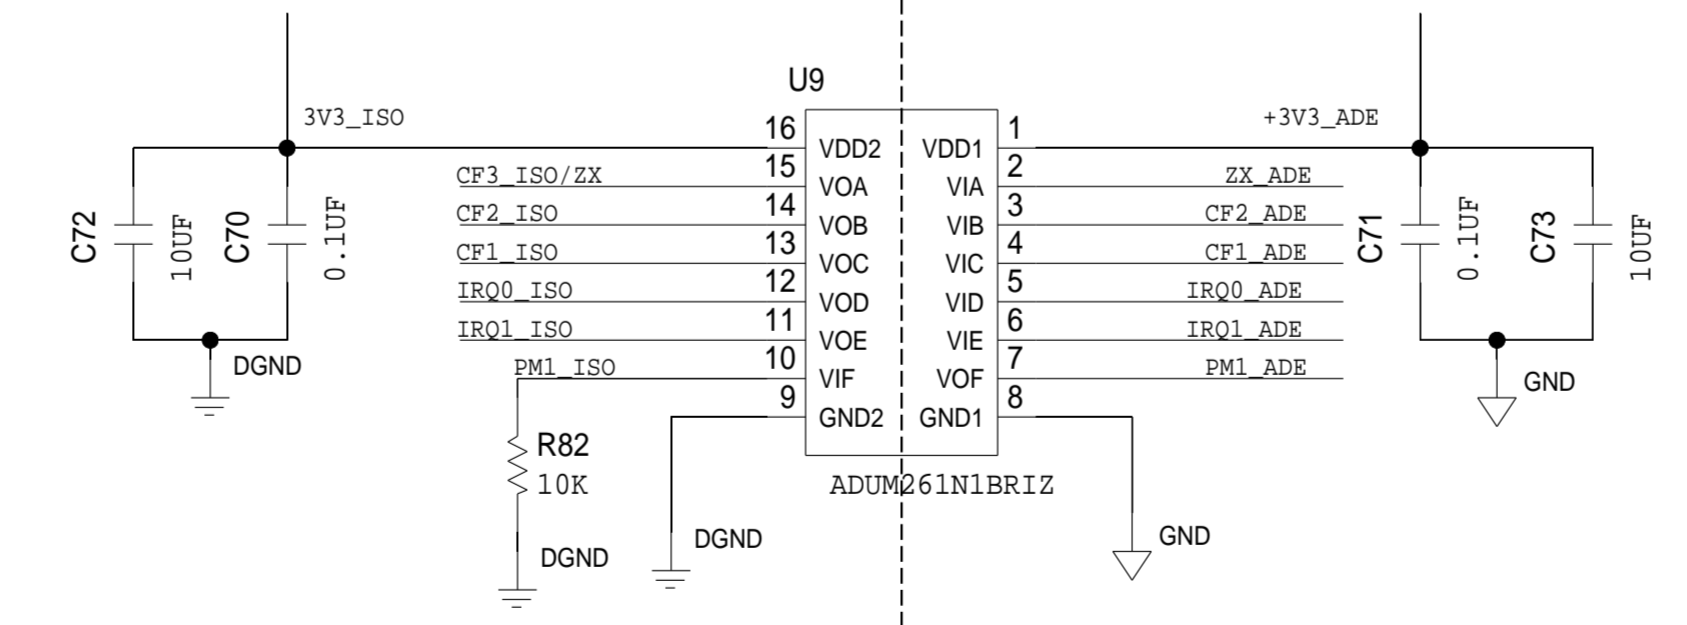 U9
3V3_ISO
+3V3_ADE
16 VDD2 VDD1 1
CF3_ISO/ZX 15 VOA VIA 2 ZX_ADE
CF2_ISO 14 VOB VIB 3 CF2_ADE
CF1_ISO 13 VOC VIC 4 CF1_ADE
IRQ0_ISO 12 VOD VID 5 IRQ0_ADE
IRQ1_ISO 11 VOE VIE 6 IRQ1_ADE
PM1_ISO 10 VIF VOF 7 PM1_ADE
9 GND2 GND1 8
ADUM261N1BRIZ
C72
10UF
C70
0.1UF
DGND
R82
10K
DGND
DGND
GND
C71
0.1UF
C73
10UF
GND